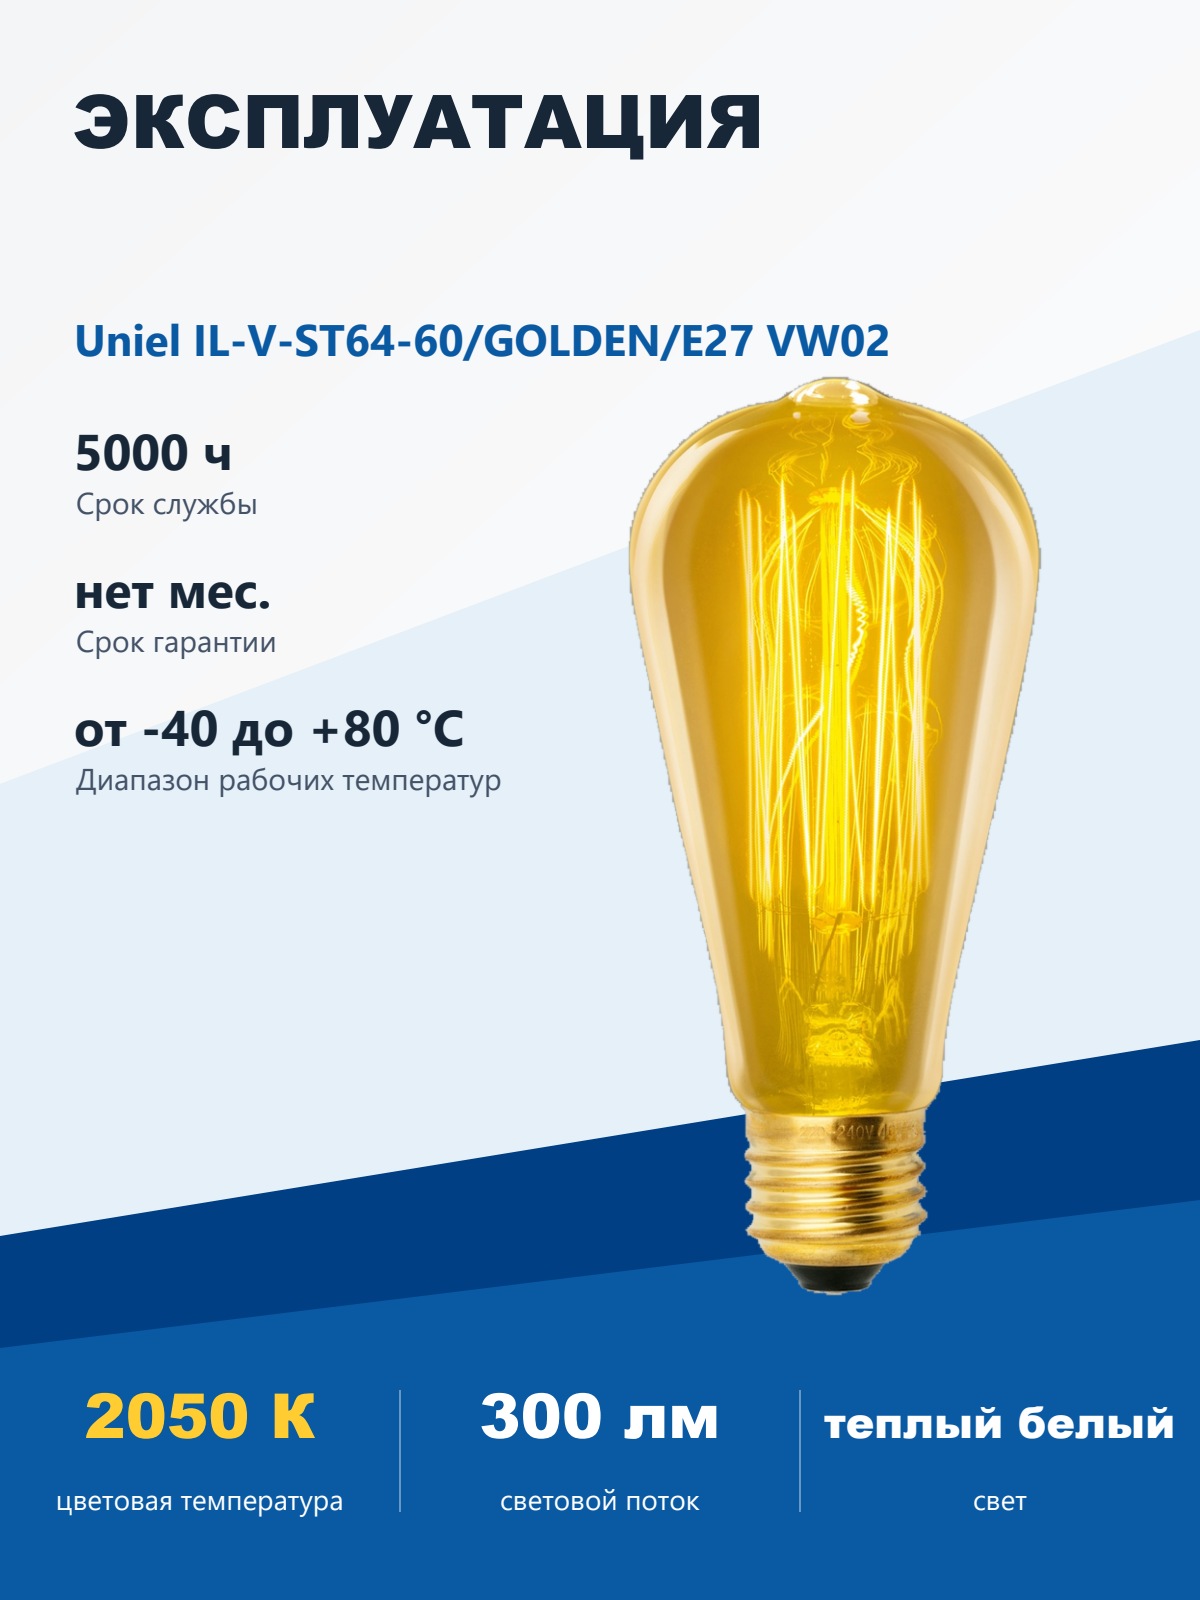 ЭКСПЛУАТАЦИЯ
Uniel IL-V-ST64-60/GOLDEN/E27 VW02
5000 ч
Срок службы
нет мес.
Срок гарантии
от -40 до +80 °C
Диапазон рабочих температур
240V
2050 К
цветовая температура
300 лм
световой поток
теплый белый
свет